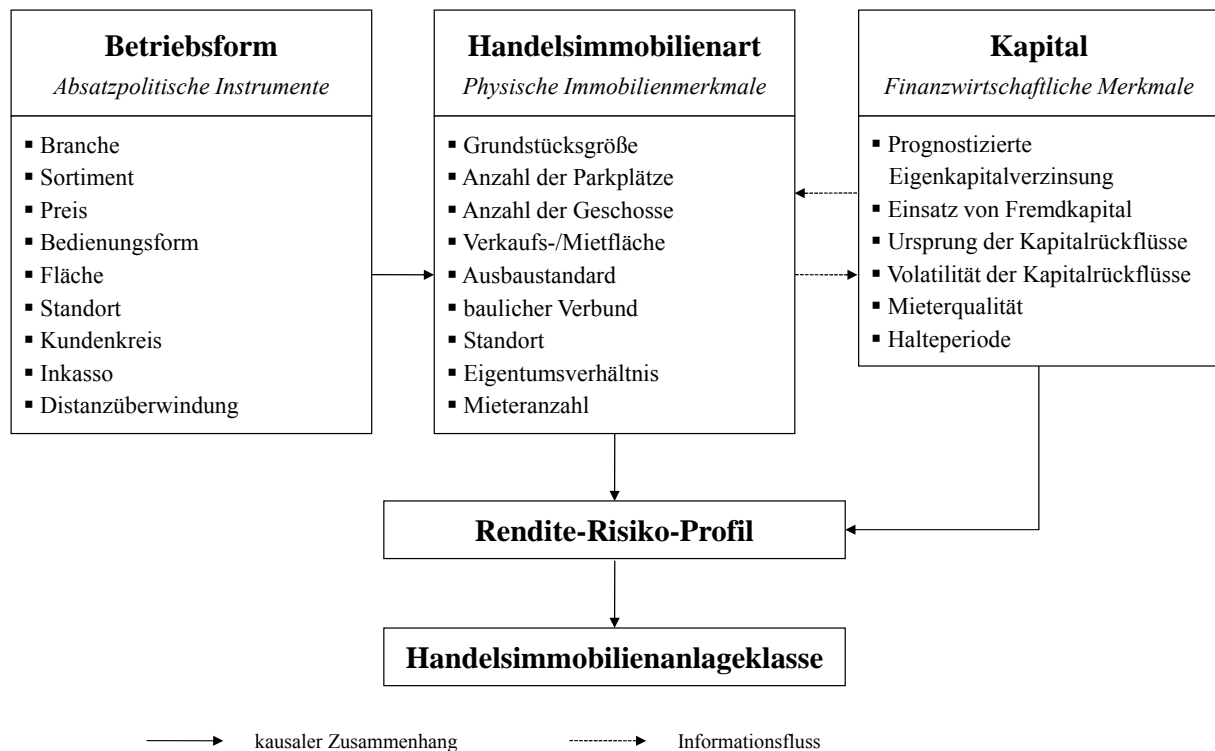 Betriebsform
Absatzpolitische Instrumente
▪ Branche
▪ Sortiment
▪ Preis
▪ Bedienungsform
▪ Fläche
▪ Standort
▪ Kundenkreis
▪ Inkasso
▪ Distanzüberwindung
Handelsimmobilienart
Physische Immobilienmerkmale
▪ Grundstücksgröße
▪ Anzahl der Parkplätze
▪ Anzahl der Geschosse
▪ Verkaufs-/Mietfläche
▪ Ausbaustandard
▪ baulicher Verbund
▪ Standort
▪ Eigentumsverhältnis
▪ Mieteranzahl
Kapital
Finanzwirtschaftliche Merkmale
▪ Prognostizierte
Eigenkapitalverzinsung
▪ Einsatz von Fremdkapital
▪ Ursprung der Kapitalrückflüsse
▪ Volatilität der Kapitalrückflüsse
▪ Mieterqualität
▪ Halteperiode
Rendite-Risiko-Profil
Handelsimmobilienanlageklasse
kausaler Zusammenhang
Informationsfluss